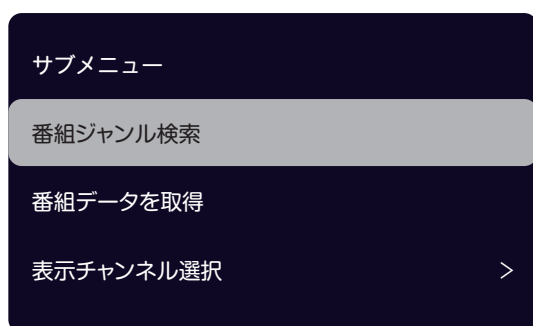 サブメニュー
番組ジャンル検索
番組データを取得
表示チャンネル選択 >